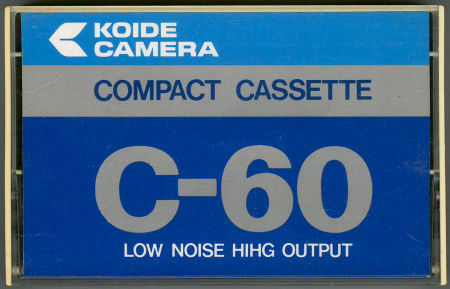 KOIDE
CAMERA
COMPACT CASSETTE
C-60
LOW NOISE HIHG OUTPUT